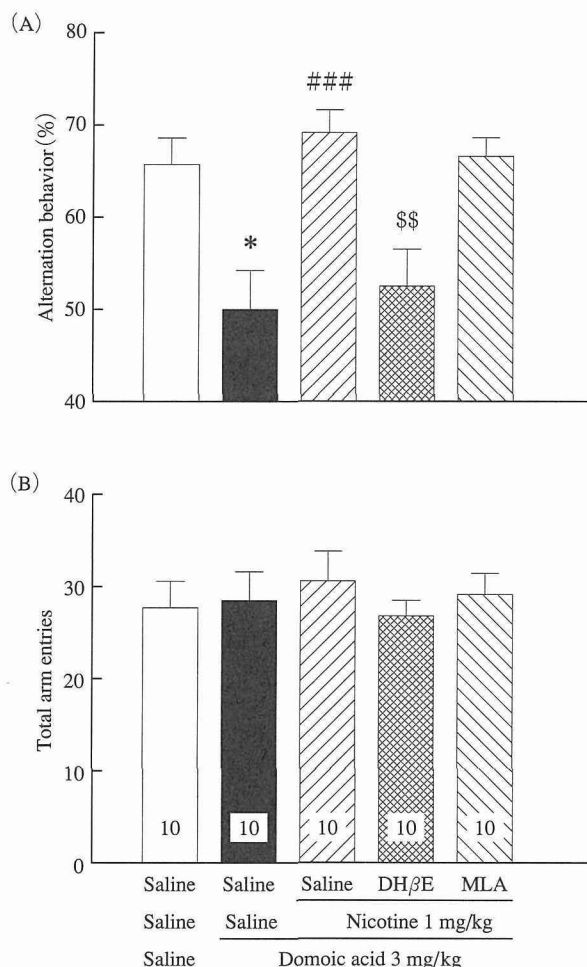 (A)
80
70
60
50
40
Alternation behavior(%)
*
###
$$
(B)
40
30
20
10
0
Total arm entries
10 10 10 10 10
Saline Saline Saline DHβE MLA
Saline Saline Nicotine 1 mg/kg
Saline Domoic acid 3 mg/kg